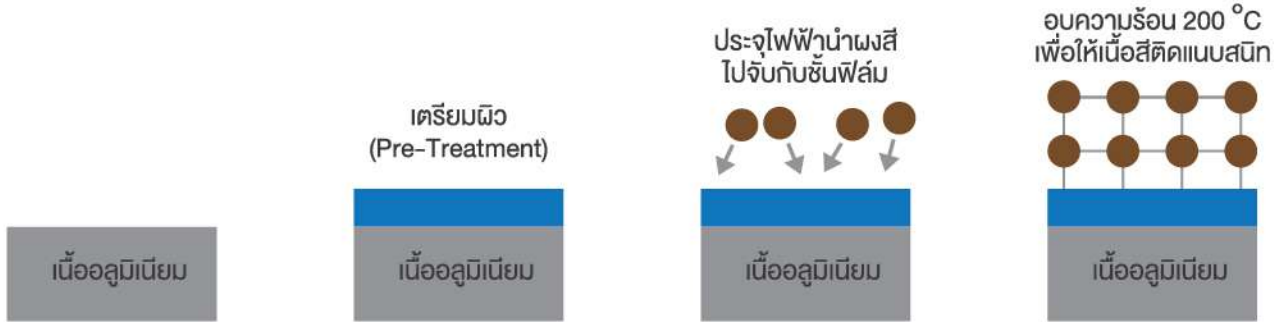 เนื้ออลูมิเนียม
เตรียมผิว
(Pre-Treatment)
เนื้ออลูมิเนียม
ประจุไฟฟ้านำผงสี
ไปจับกับชั้นฟิล์ม
เนื้ออลูมิเนียม
อบความร้อน 200 °C
เพื่อให้เนื้อสีติดแนบสนิท
เนื้ออลูมิเนียม